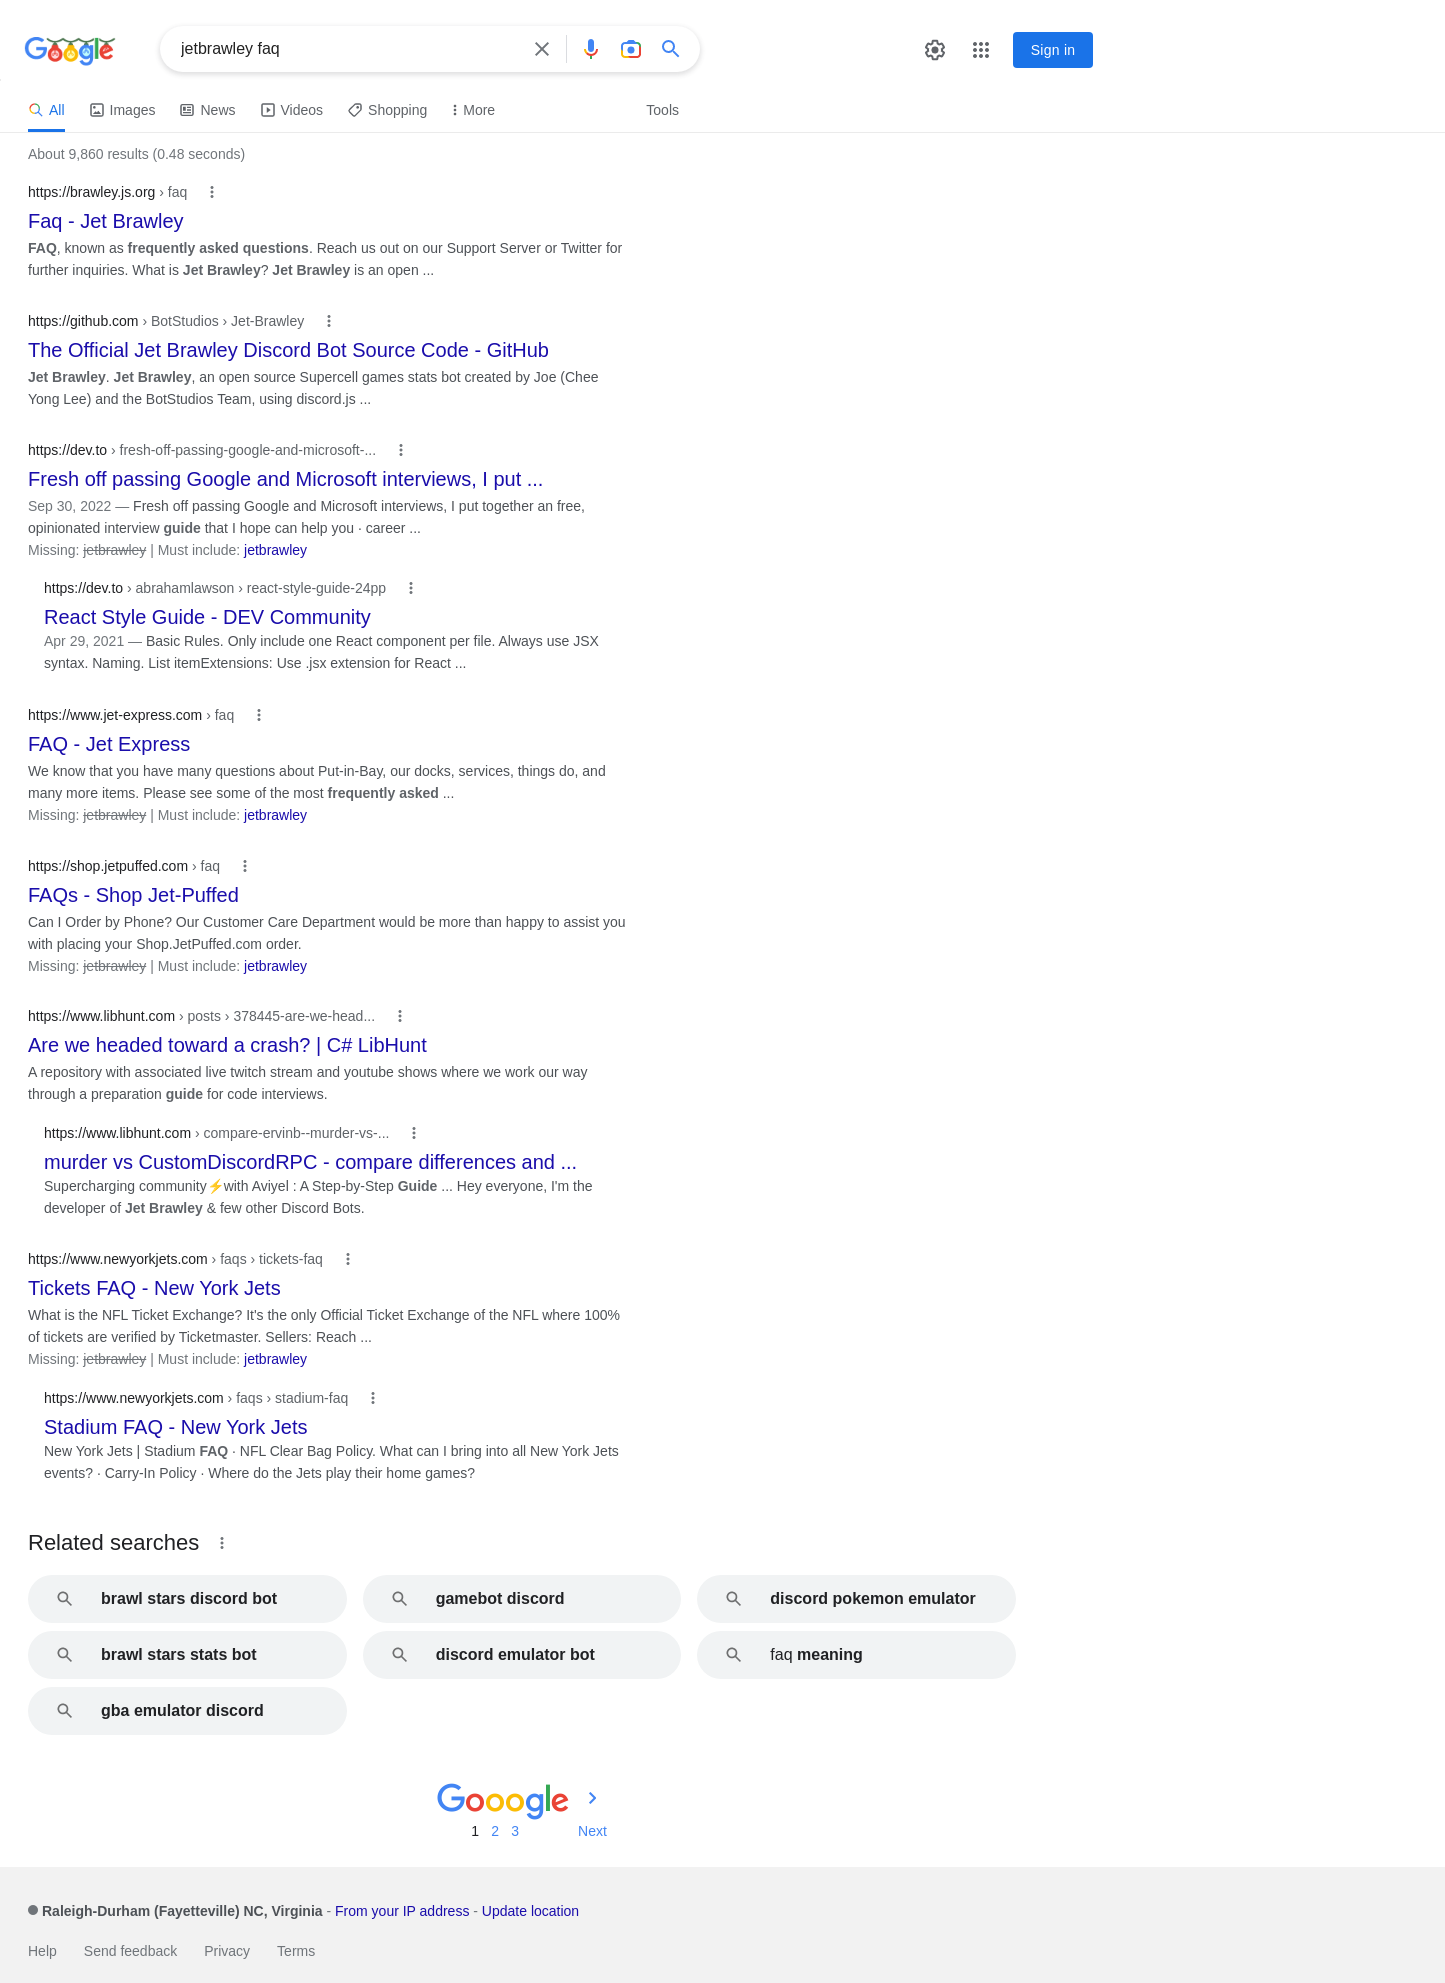 Google
jetbrawley faq
Sign in
All Images News Videos Shopping More Tools
About 9,860 results (0.48 seconds)
https://brawley.js.org › faq
Faq - Jet Brawley
FAQ, known as frequently asked questions. Reach us out on our Support Server or Twitter for
further inquiries. What is Jet Brawley? Jet Brawley is an open ...
https://github.com › BotStudios › Jet-Brawley
The Official Jet Brawley Discord Bot Source Code - GitHub
Jet Brawley. Jet Brawley, an open source Supercell games stats bot created by Joe (Chee
Yong Lee) and the BotStudios Team, using discord.js ...
https://dev.to › fresh-off-passing-google-and-microsoft-...
Fresh off passing Google and Microsoft interviews, I put ...
Sep 30, 2022 — Fresh off passing Google and Microsoft interviews, I put together an free,
opinionated interview guide that I hope can help you · career ...
Missing: jetbrawley | Must include: jetbrawley
https://dev.to › abrahamlawson › react-style-guide-24pp
React Style Guide - DEV Community
Apr 29, 2021 — Basic Rules. Only include one React component per file. Always use JSX
syntax. Naming. List itemExtensions: Use .jsx extension for React ...
https://www.jet-express.com › faq
FAQ - Jet Express
We know that you have many questions about Put-in-Bay, our docks, services, things do, and
many more items. Please see some of the most frequently asked ...
Missing: jetbrawley | Must include: jetbrawley
https://shop.jetpuffed.com › faq
FAQs - Shop Jet-Puffed
Can I Order by Phone? Our Customer Care Department would be more than happy to assist you
with placing your Shop.JetPuffed.com order.
Missing: jetbrawley | Must include: jetbrawley
https://www.libhunt.com › posts › 378445-are-we-head...
Are we headed toward a crash? | C# LibHunt
A repository with associated live twitch stream and youtube shows where we work our way
through a preparation guide for code interviews.
https://www.libhunt.com › compare-ervinb--murder-vs-...
murder vs CustomDiscordRPC - compare differences and ...
Supercharging community⚡with Aviyel : A Step-by-Step Guide ... Hey everyone, I'm the
developer of Jet Brawley & few other Discord Bots.
https://www.newyorkjets.com › faqs › tickets-faq
Tickets FAQ - New York Jets
What is the NFL Ticket Exchange? It's the only Official Ticket Exchange of the NFL where 100%
of tickets are verified by Ticketmaster. Sellers: Reach ...
Missing: jetbrawley | Must include: jetbrawley
https://www.newyorkjets.com › faqs › stadium-faq
Stadium FAQ - New York Jets
New York Jets | Stadium FAQ · NFL Clear Bag Policy. What can I bring into all New York Jets
events? · Carry-In Policy · Where do the Jets play their home games?
Related searches
brawl stars discord bot gamebot discord discord pokemon emulator
brawl stars stats bot discord emulator bot faq meaning
gba emulator discord
Gooogle
1 2 3 Next
Raleigh-Durham (Fayetteville) NC, Virginia - From your IP address - Update location
Help Send feedback Privacy Terms